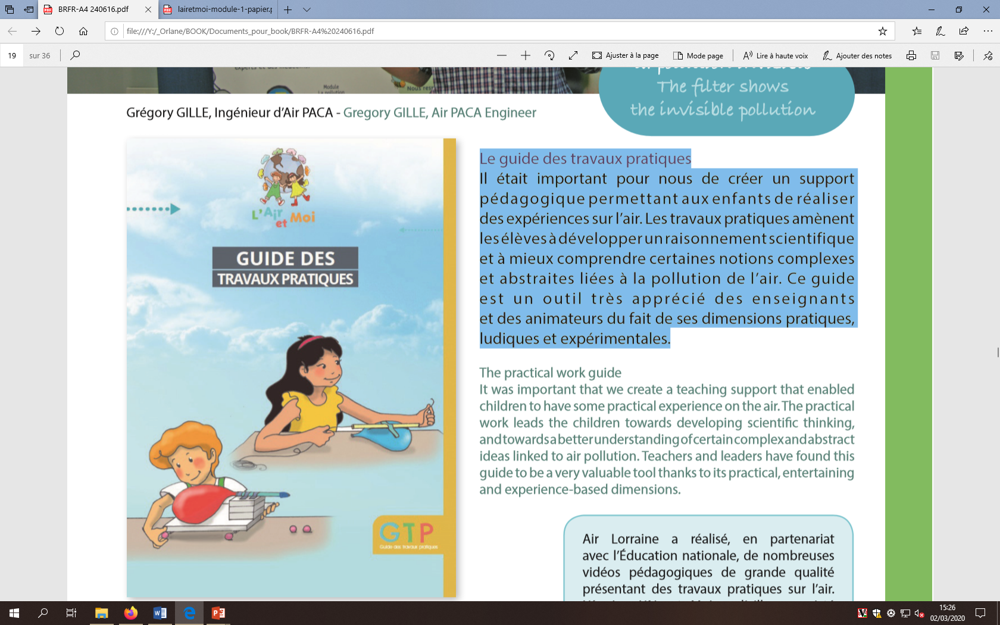 BRFR-A4 240616.pdf
lairetmoi-module-1-papier.p
file:///Y:/_Orlane/BOOK/Documents_pour_book/BRFR-A4%20240616.pdf
19 sur 36
Ajuster à la page
Mode page
Lire à haute voix
Ajouter des notes
Module
Nous
The filter shows
the invisible pollution
Grégory GILLE, Ingénieur d'Air PACA - Gregory GILLE, Air PACA Engineer
L'Air et Moi
GUIDE DES
TRAVAUX PRATIQUES
GTP
Guide des travaux pratiques
Le guide des travaux pratiques
Il était important pour nous de créer un support
pédagogique permettant aux enfants de réaliser
des expériences sur l'air. Les travaux pratiques amènent
les élèves à développer un raisonnement scientifique
et à mieux comprendre certaines notions complexes
et abstraites liées à la pollution de l'air. Ce guide
est un outil très apprécié des enseignants
et des animateurs du fait de ses dimensions pratiques,
ludiques et expérimentales.
The practical work guide
It was important that we create a teaching support that enabled
children to have some practical experience on the air. The practical
work leads the children towards developing scientific thinking,
and towards a better understanding of certain complex and abstract
ideas linked to air pollution. Teachers and leaders have found this
guide to be a very valuable tool thanks to its practical, entertaining
and experience-based dimensions.
Air Lorraine a réalisé, en partenariat
avec l'Éducation nationale, de nombreuses
vidéos pédagogiques de grande qualité
présentant des travaux pratiques sur l'air.
15:26
02/03/2020